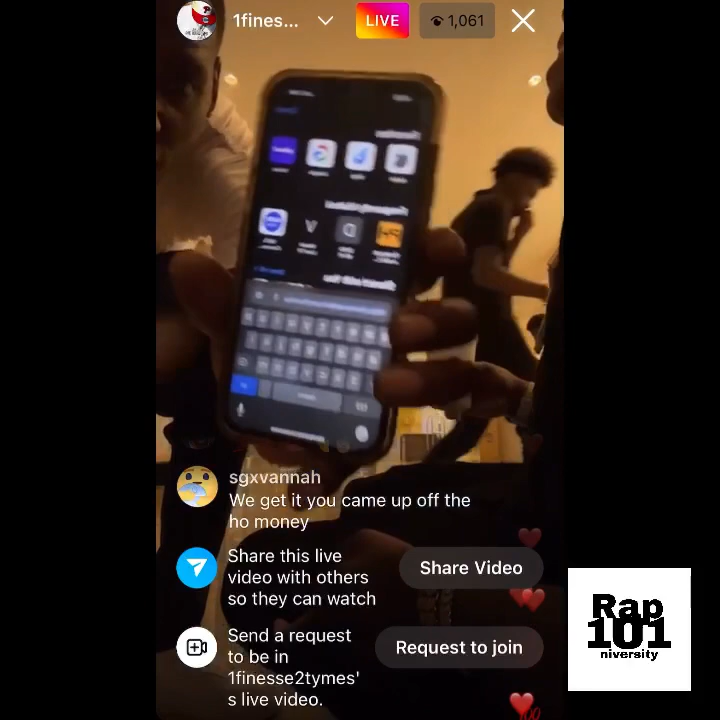 1fines...
LIVE
1,061
sgxvannah
We get it you came up off the
ho money
Share this live
video with others
so they can watch
Share Video
Send a request
to be in
1finesse2tymes'
s live video.
Request to join
Rap
101
niversity